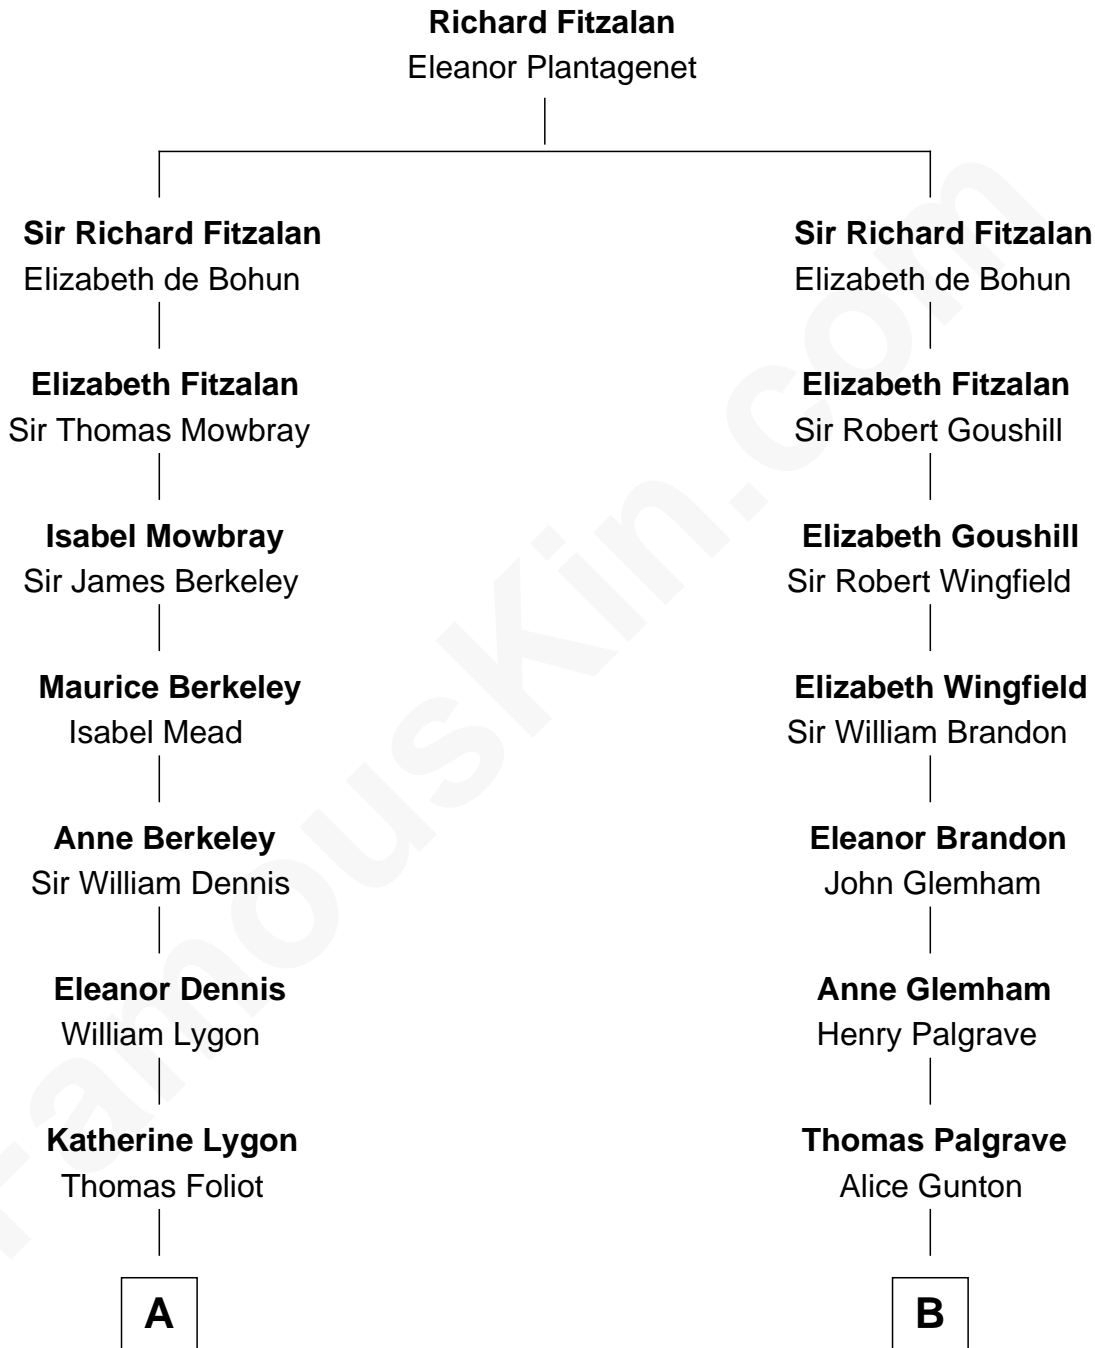 Richard Fitzalan
Eleanor Plantagenet
Sir Richard Fitzalan
Elizabeth de Bohun
Elizabeth Fitzalan
Sir Thomas Mowbray
Isabel Mowbray
Sir James Berkeley
Maurice Berkeley
Isabel Mead
Anne Berkeley
Sir William Dennis
Eleanor Dennis
William Lygon
Katherine Lygon
Thomas Foliot
A
Sir Richard Fitzalan
Elizabeth de Bohun
Elizabeth Fitzalan
Sir Robert Goushill
Elizabeth Goushill
Sir Robert Wingfield
Elizabeth Wingfield
Sir William Brandon
Eleanor Brandon
John Glemham
Anne Glemham
Henry Palgrave
Thomas Palgrave
Alice Gunton
B
FamousKin.com